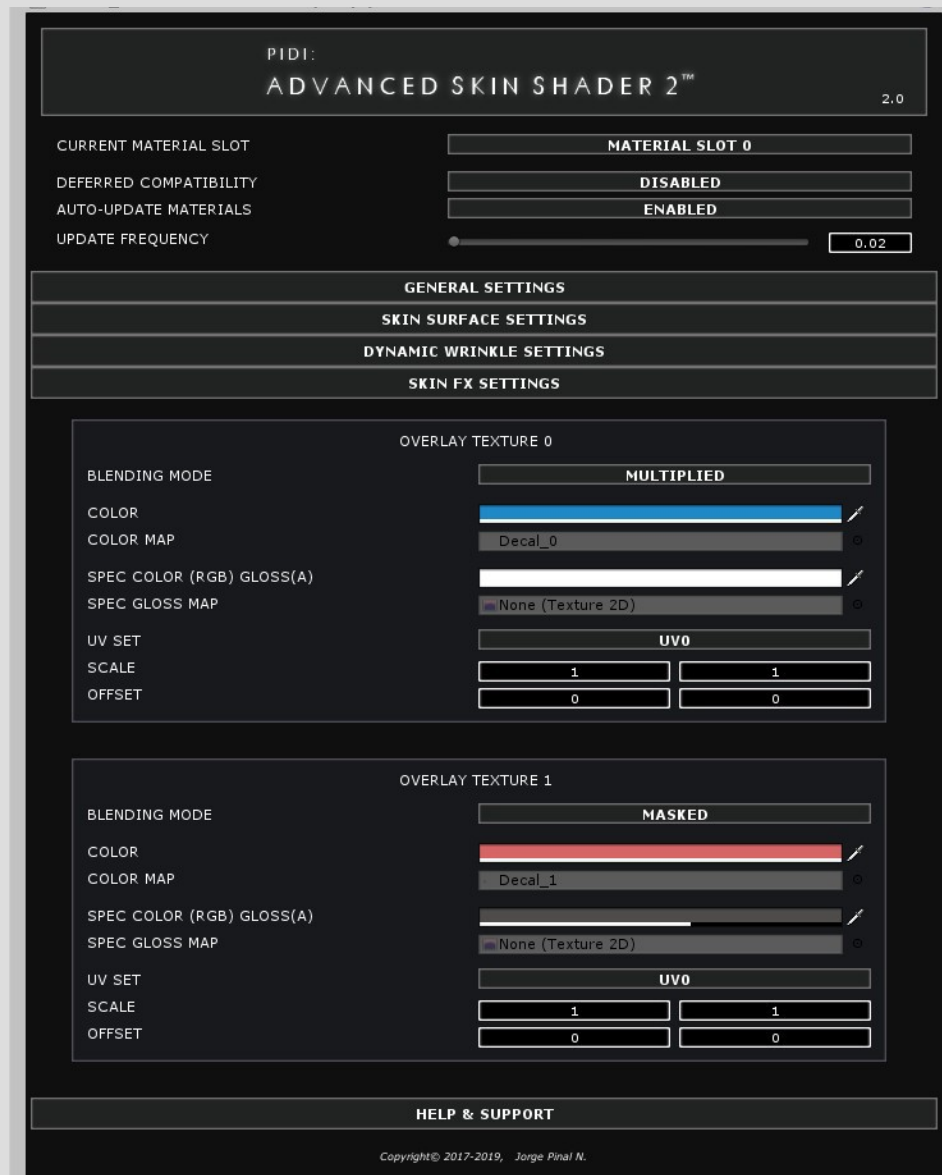 PIDI:
ADVANCED SKIN SHADER 2™
2.0
CURRENT MATERIAL SLOT MATERIAL SLOT 0
DEFERRED COMPATIBILITY DISABLED
AUTO-UPDATE MATERIALS ENABLED
UPDATE FREQUENCY 0.02
GENERAL SETTINGS
SKIN SURFACE SETTINGS
DYNAMIC WRINKLE SETTINGS
SKIN FX SETTINGS
OVERLAY TEXTURE 0
BLENDING MODE MULTIPLIED
COLOR
COLOR MAP Decal_0
SPEC COLOR (RGB) GLOSS(A)
SPEC GLOSS MAP None (Texture 2D)
UV SET UV0
SCALE 1 1
OFFSET 0 0
OVERLAY TEXTURE 1
BLENDING MODE MASKED
COLOR
COLOR MAP Decal_1
SPEC COLOR (RGB) GLOSS(A)
SPEC GLOSS MAP None (Texture 2D)
UV SET UV0
SCALE 1 1
OFFSET 0 0
HELP & SUPPORT
Copyright© 2017-2019, Jorge Pinal N.